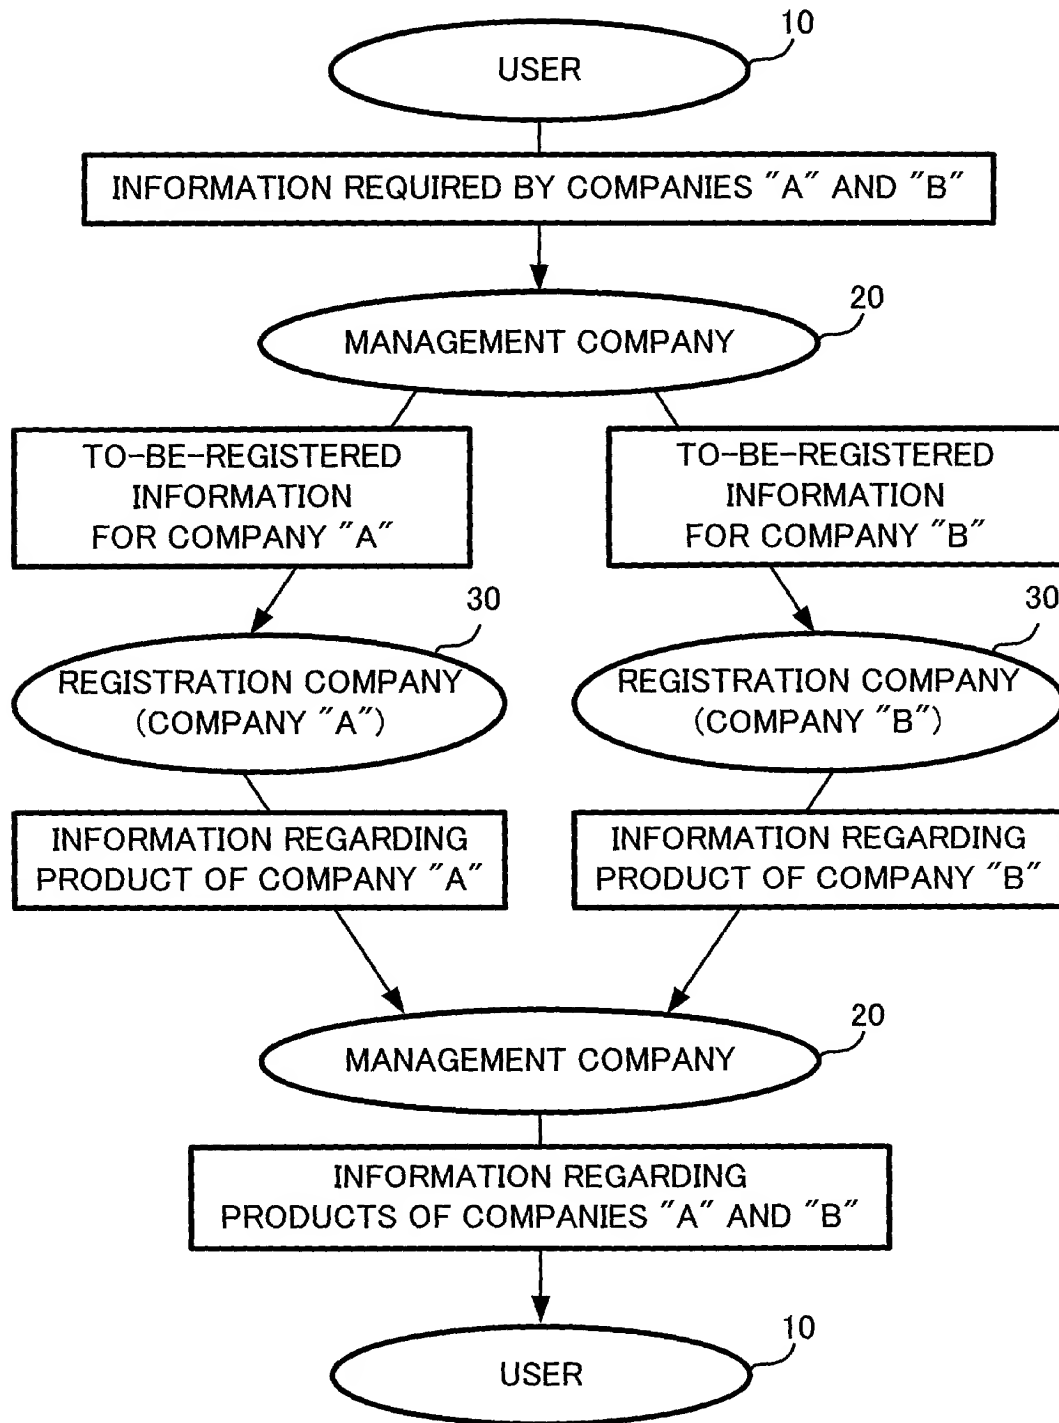 10
USER
INFORMATION REQUIRED BY COMPANIES "A" AND "B"
20
MANAGEMENT COMPANY
TO-BE-REGISTERED
INFORMATION
FOR COMPANY "A"
TO-BE-REGISTERED
INFORMATION
FOR COMPANY "B"
30
REGISTRATION COMPANY
(COMPANY "A")
30
REGISTRATION COMPANY
(COMPANY "B")
INFORMATION REGARDING
PRODUCT OF COMPANY "A"
INFORMATION REGARDING
PRODUCT OF COMPANY "B"
20
MANAGEMENT COMPANY
INFORMATION REGARDING
PRODUCTS OF COMPANIES "A" AND "B"
10
USER